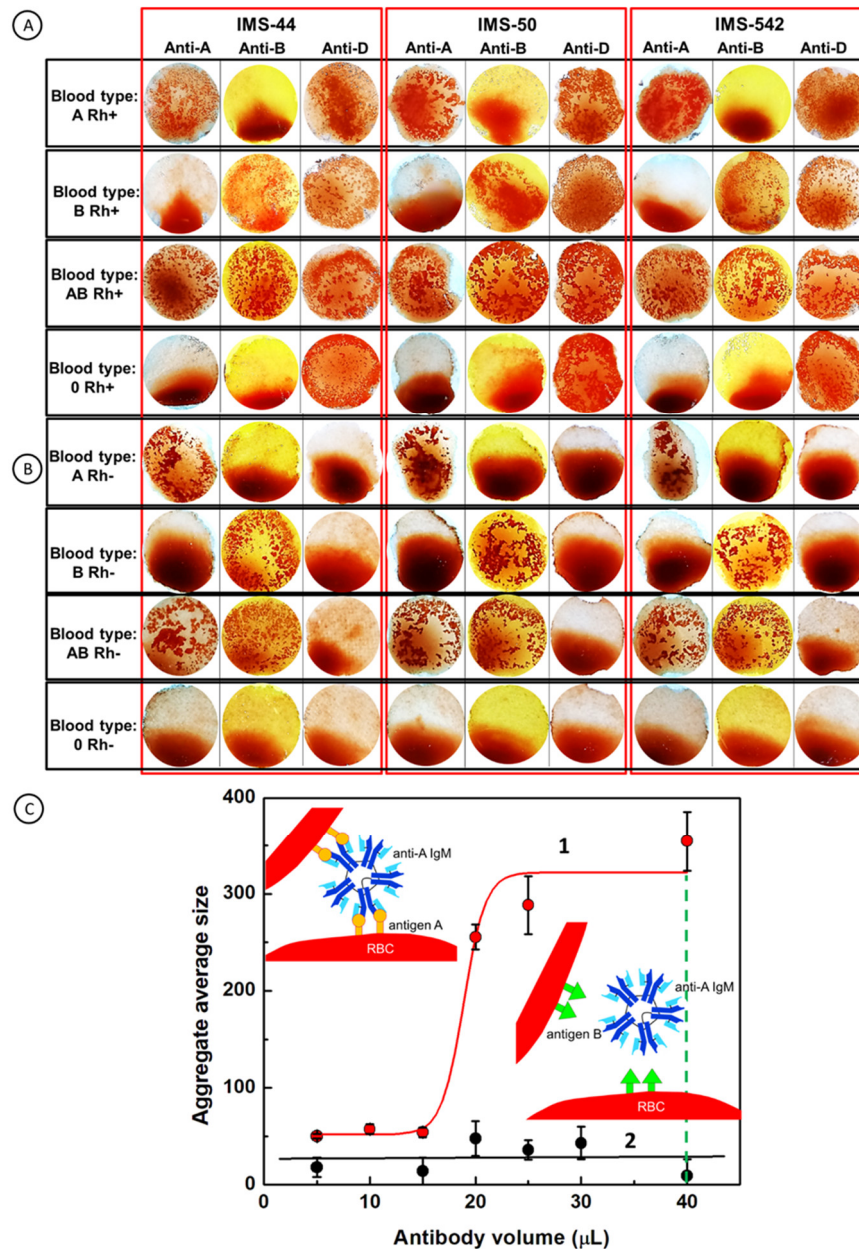 A
IMS-44 IMS-50 IMS-542
Anti-A Anti-B Anti-D Anti-A Anti-B Anti-D Anti-A Anti-B Anti-D
Blood type:
A Rh+
Blood type:
B Rh+
Blood type:
AB Rh+
Blood type:
0 Rh+
B
Blood type:
A Rh-
Blood type:
B Rh-
Blood type:
AB Rh-
Blood type:
0 Rh-
C
400
300
200
100
0
Aggregate average size
anti-A IgM
antigen A
RBC
1
anti-A IgM
antigen B
RBC
2
0 10 20 30 40
Antibody volume (μL)